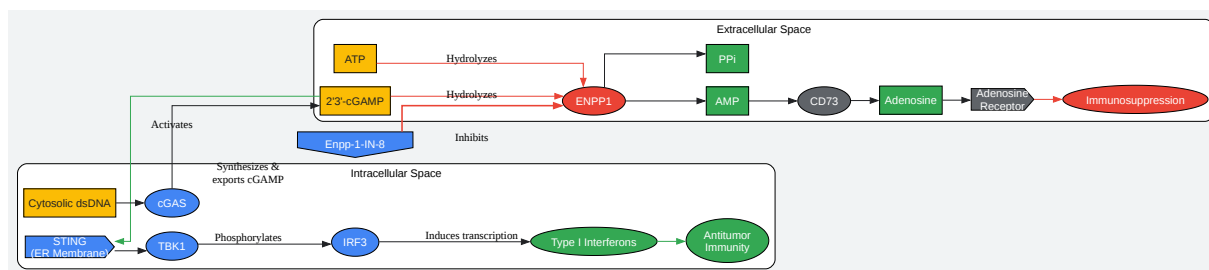 Extracellular Space
ATP
Hydrolyzes
PPi
2'3'-cGAMP
Hydrolyzes
ENPP1
AMP
CD73
Adenosine
Adenosine
Receptor
Immunosuppression
Activates
Enpp-1-IN-8
Inhibits
Synthesizes &
exports cGAMP
Intracellular Space
Cytosolic dsDNA
cGAS
STING
(ER Membrane)
TBK1
Phosphorylates
IRF3
Induces transcription
Type I Interferons
Antitumor
Immunity